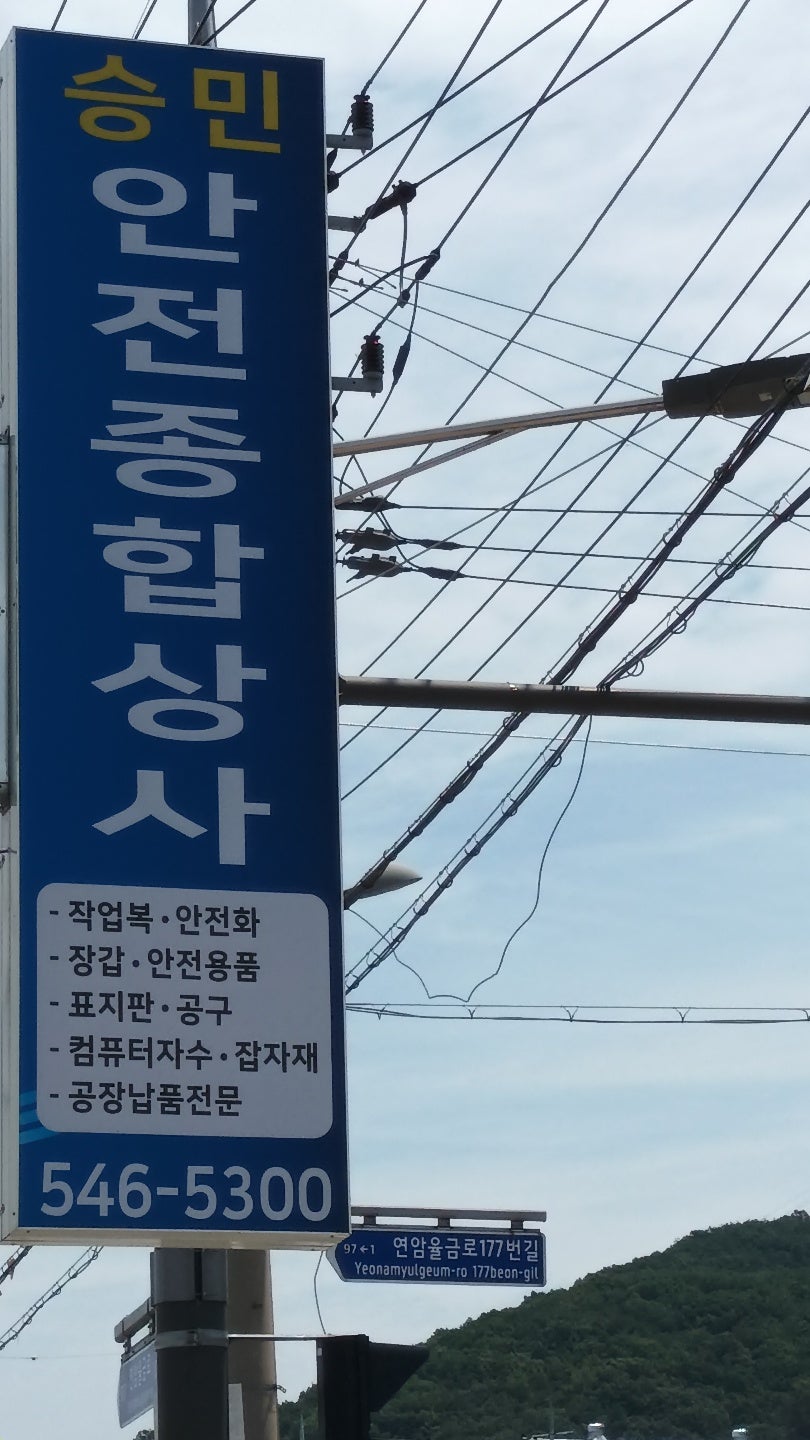 승민
안전종합상사
- 작업복·안전화
- 장갑·안전용품
- 표지판·공구
- 컴퓨터자수·잡자재
- 공장납품전문
546-5300
97←1 연암율금로177번길
Yeonamyulgeum-ro 177beon-gil